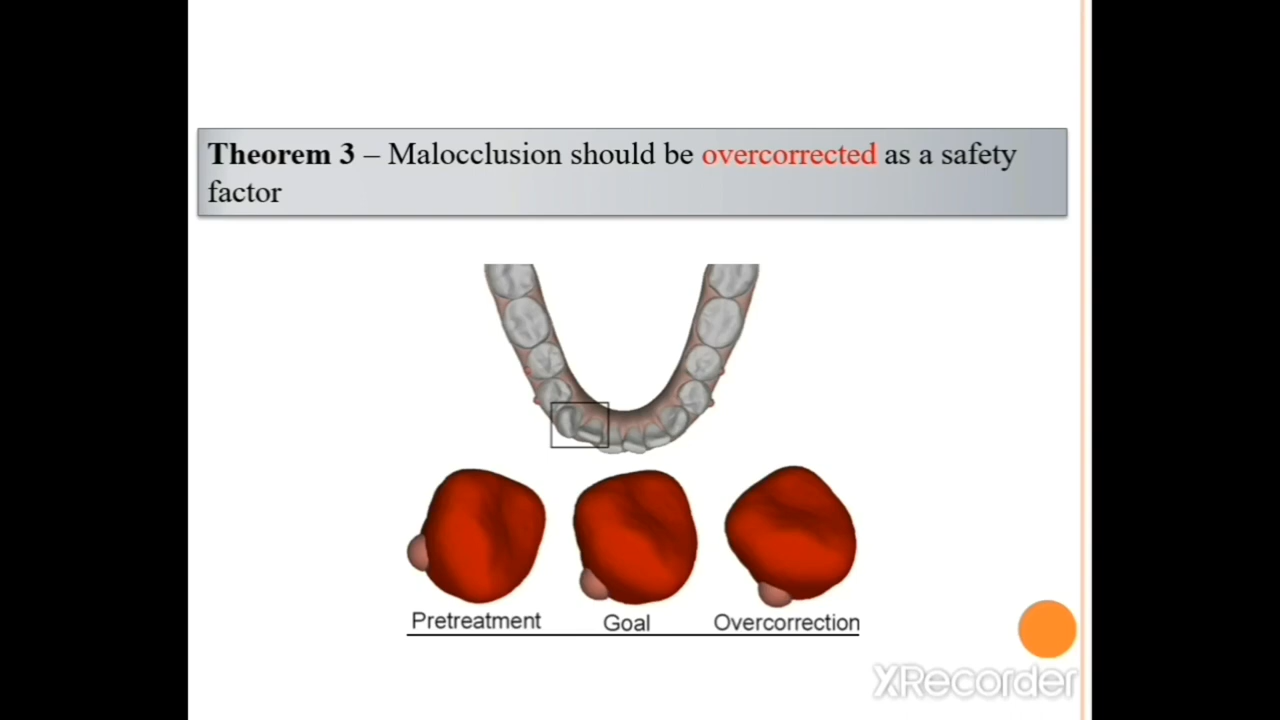 Theorem 3 – Malocclusion should be overcorrected as a safety
factor
Pretreatment Goal Overcorrection
XRecorder